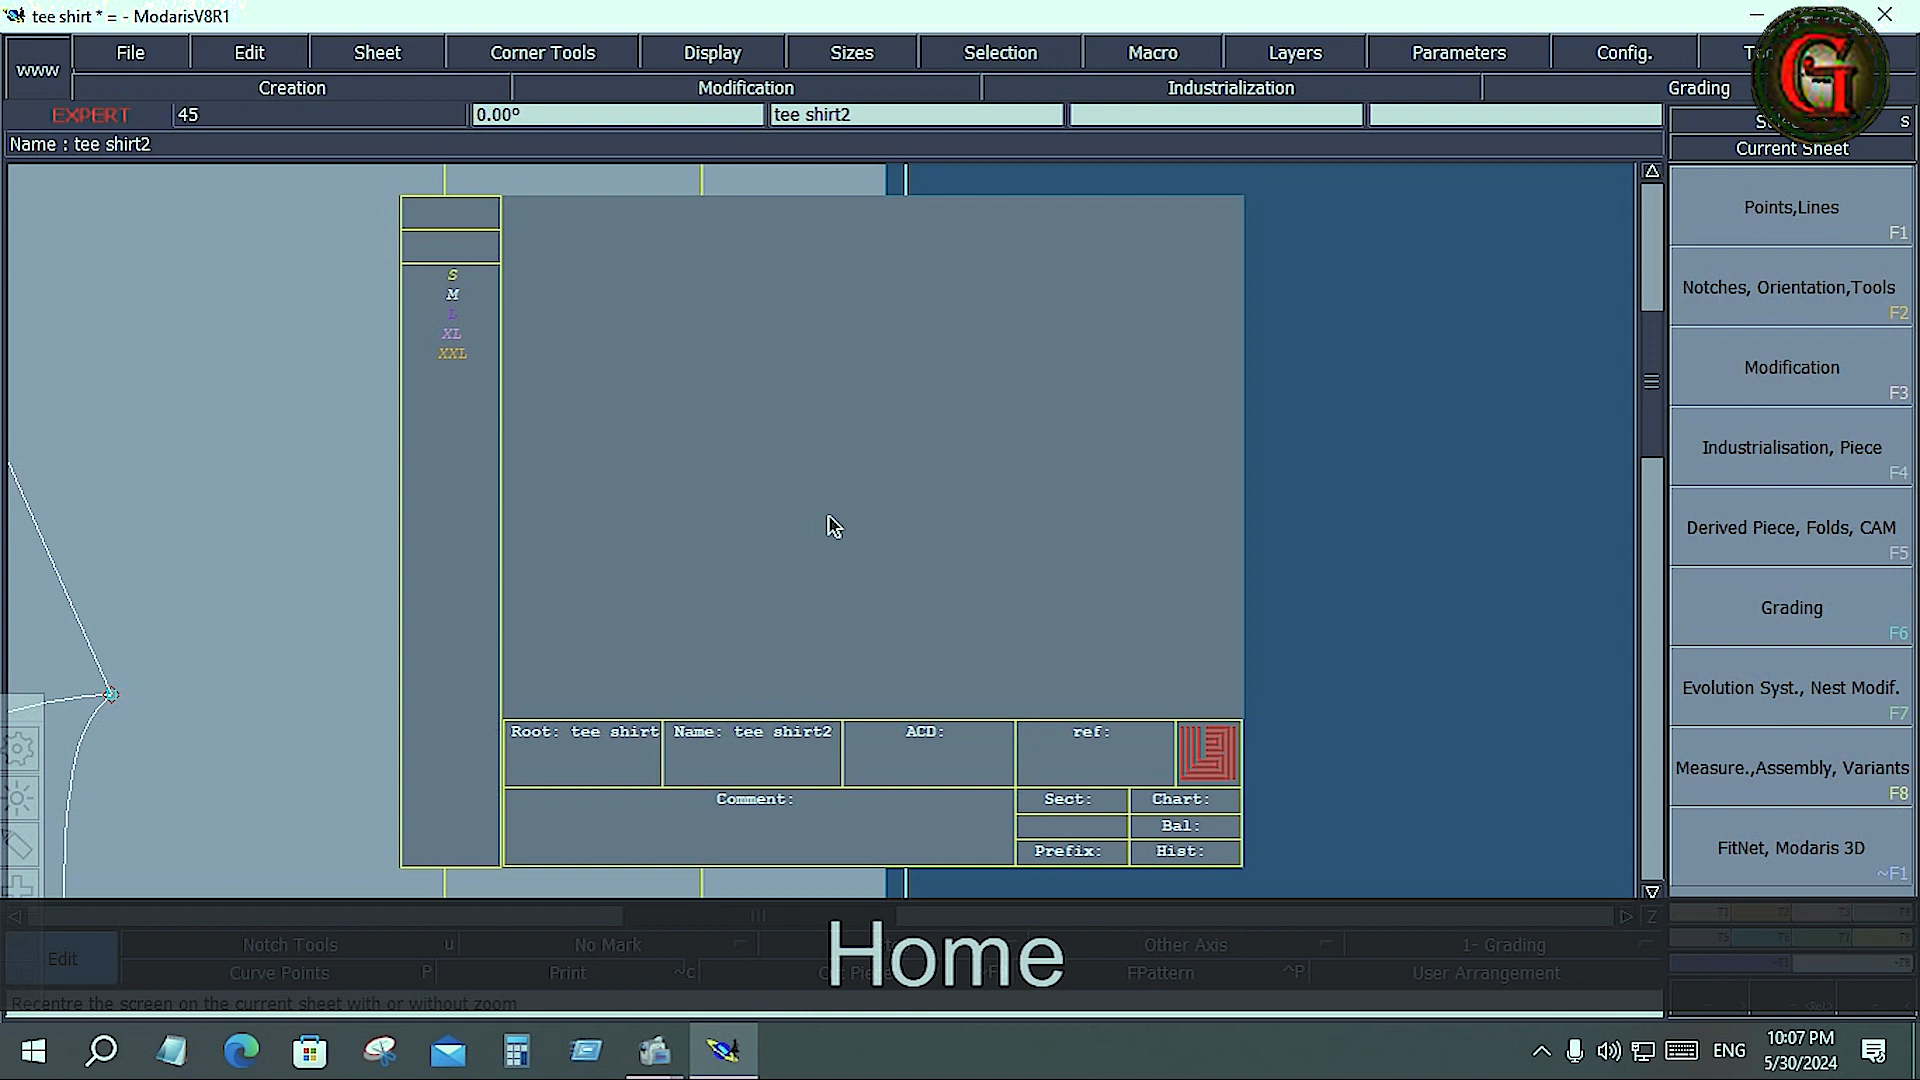 tee shirt * = - ModarisV8R1
www
File Edit Sheet Corner Tools Display Sizes Selection Macro Layers Parameters Config.
Creation Modification Industrialization Grading
EXPERT 45 0.00º tee shirt2
s
Name : tee shirt2
Current Sheet
Points,Lines
F1
Notches, Orientation,Tools
F2
Modification
F3
Industrialisation, Piece
F4
Derived Piece, Folds, CAM
F5
Grading
F6
Evolution Syst., Nest Modif.
F7
Measure.,Assembly, Variants
F8
FitNet, Modaris 3D
~F1
S
M
L
XL
XXL
Root: tee shirt Name: tee shirt2 ACD: ref:
Comment: Sect: Chart:
Bal:
Prefix: Hist:
Z
Edit
Notch Tools u No Mark Other Axis 1- Grading
Curve Points P Print ~c FPattern ^P User Arrangement
Home
Recentre the screen on the current sheet with or without zoom
ENG
10:07 PM
5/30/2024